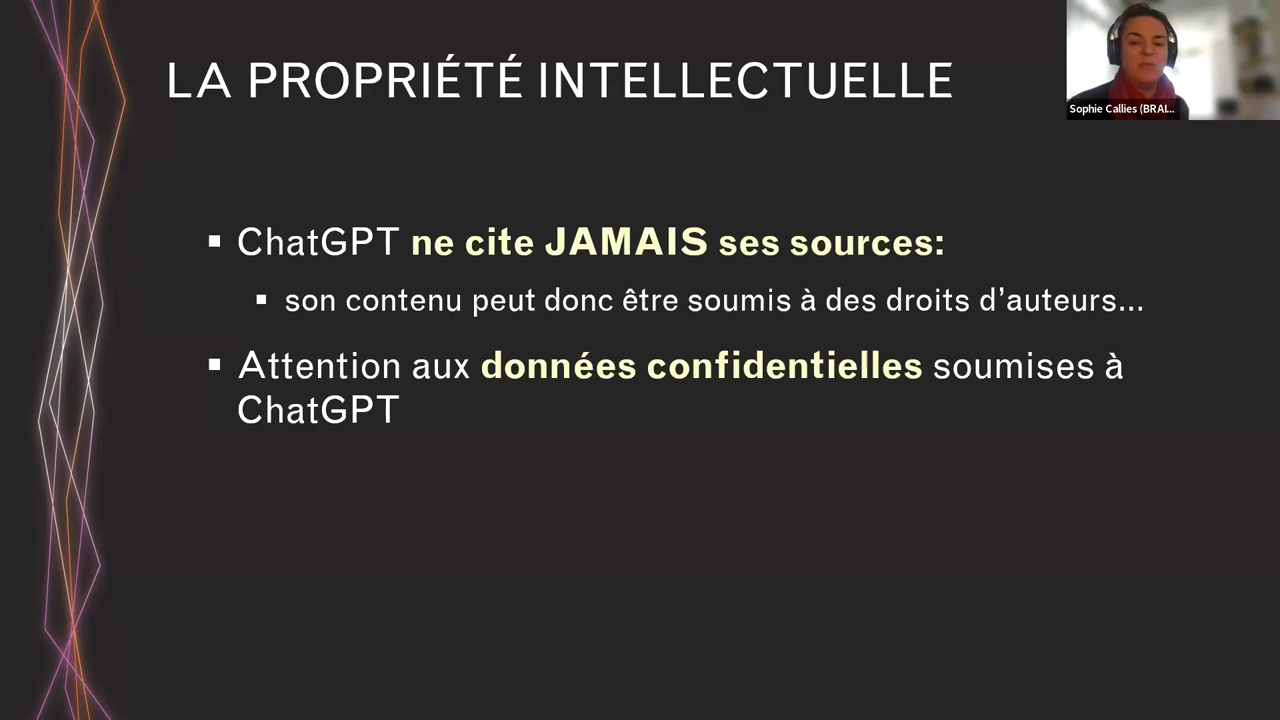 LA PROPRIÉTÉ INTELLECTUELLE
Sophie Callies (BRAI...
ChatGPT ne cite JAMAIS ses sources:
son contenu peut donc être soumis à des droits d’auteurs...
Attention aux données confidentielles soumises à
ChatGPT